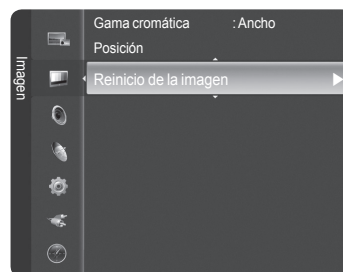 Imagen
Gama cromática : Ancho
Posición
Reinicio de la imagen